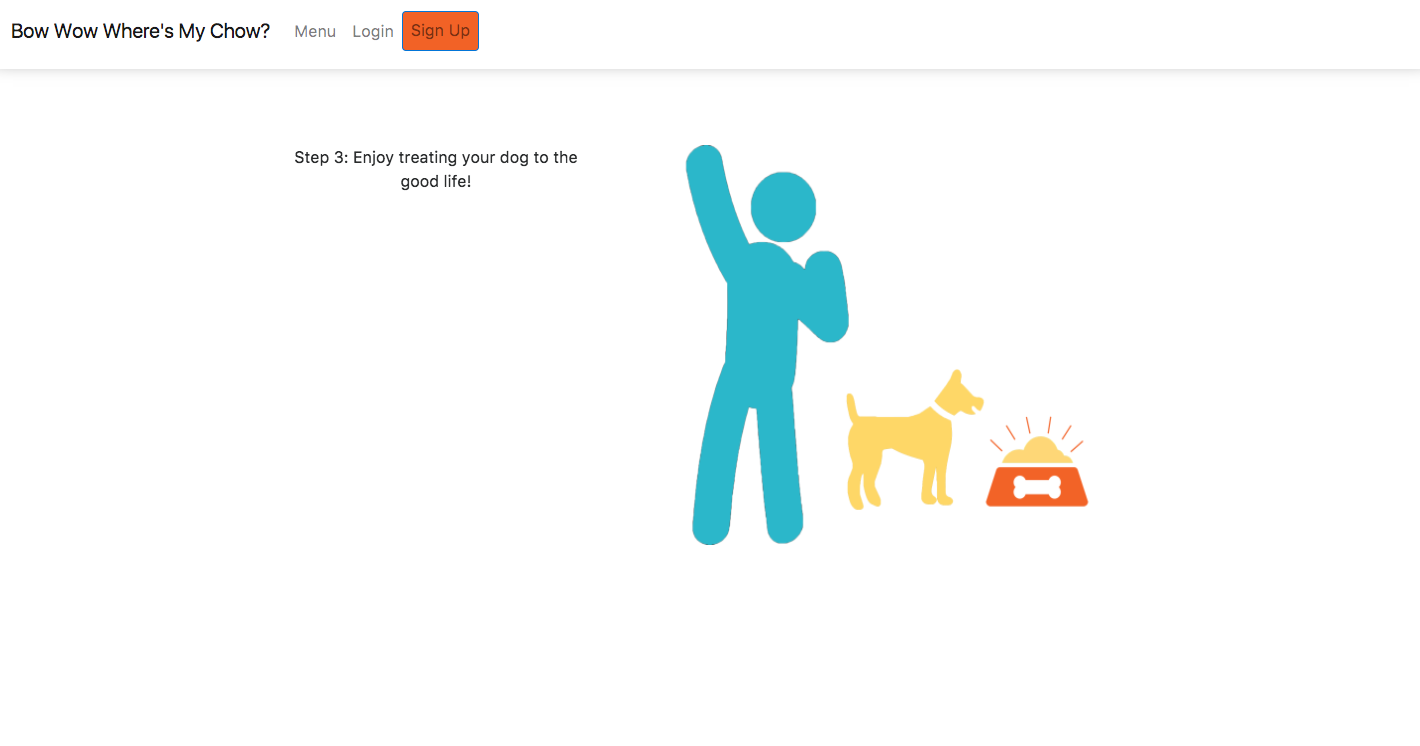 Bow Wow Where's My Chow? Menu Login Sign Up
Step 3: Enjoy treating your dog to the
good life!